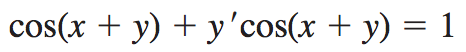 cos(x + y) + y′cos(x + y) = 1